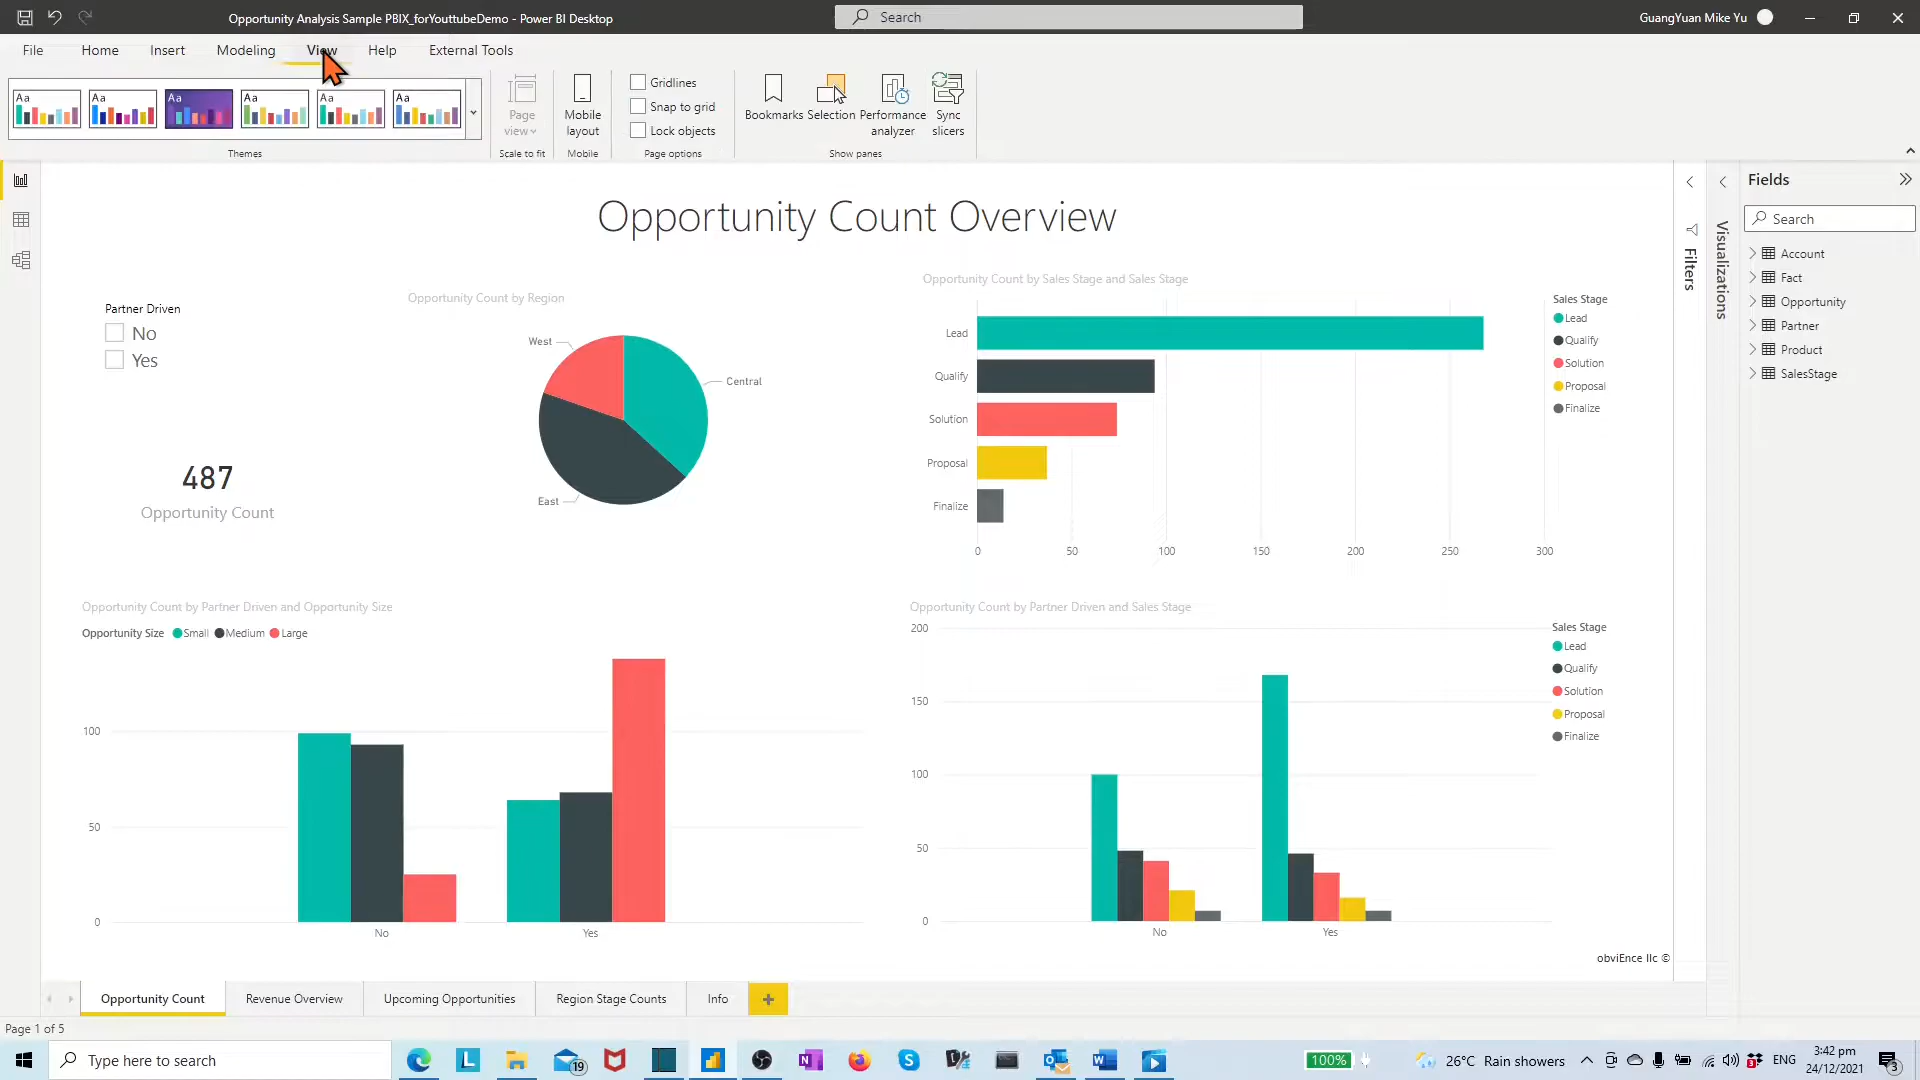 Opportunity Analysis Sample PBIX_forYouttubeDemo - Power BI Desktop
Search
GuangYuan Mike Yu
File Home Insert Modeling View Help External Tools
Aa Aa Aa Aa Aa Aa
Page view
Mobile layout
Gridlines
Snap to grid
Lock objects
Bookmarks
Selection
Performance analyzer
Sync slicers
Themes
Scale to fit
Mobile
Page options
Show panes
Opportunity Count Overview
Partner Driven
No
Yes
487
Opportunity Count
Opportunity Count by Region
West
Central
East
Opportunity Count by Sales Stage and Sales Stage
Lead
Qualify
Solution
Proposal
Finalize
0 50 100 150 200 250 300
Sales Stage
Lead
Qualify
Solution
Proposal
Finalize
Opportunity Count by Partner Driven and Opportunity Size
Opportunity Size Small Medium Large
100
50
0
No Yes
Opportunity Count by Partner Driven and Sales Stage
200
150
100
50
0
No Yes
Sales Stage
Lead
Qualify
Solution
Proposal
Finalize
obviEnce llc ©
Filters
Visualizations
Fields
Search
Account
Fact
Opportunity
Partner
Product
SalesStage
Opportunity Count
Revenue Overview
Upcoming Opportunities
Region Stage Counts
Info
Page 1 of 5
Type here to search
19
100%
26°C Rain showers
ENG
3:42 pm
24/12/2021
3